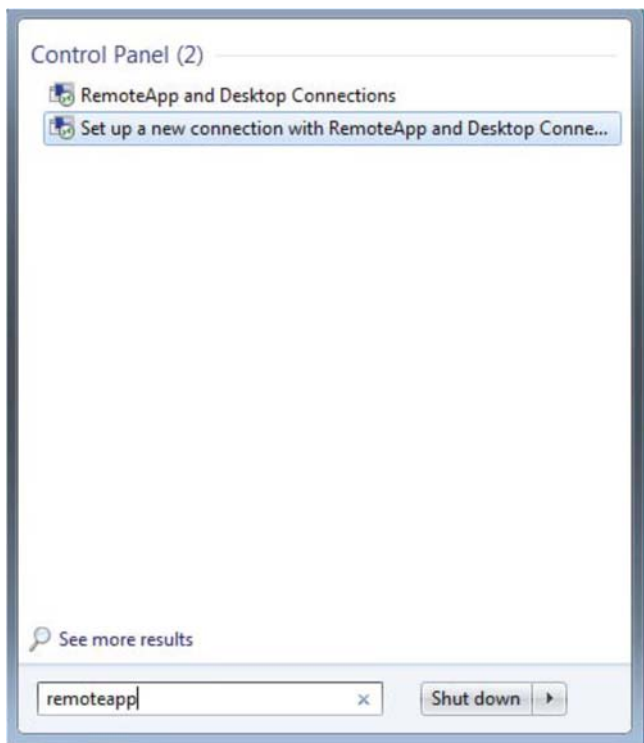 Control Panel (2)
RemoteApp and Desktop Connections
Set up a new connection with RemoteApp and Desktop Conne...
See more results
remoteapp
Shut down